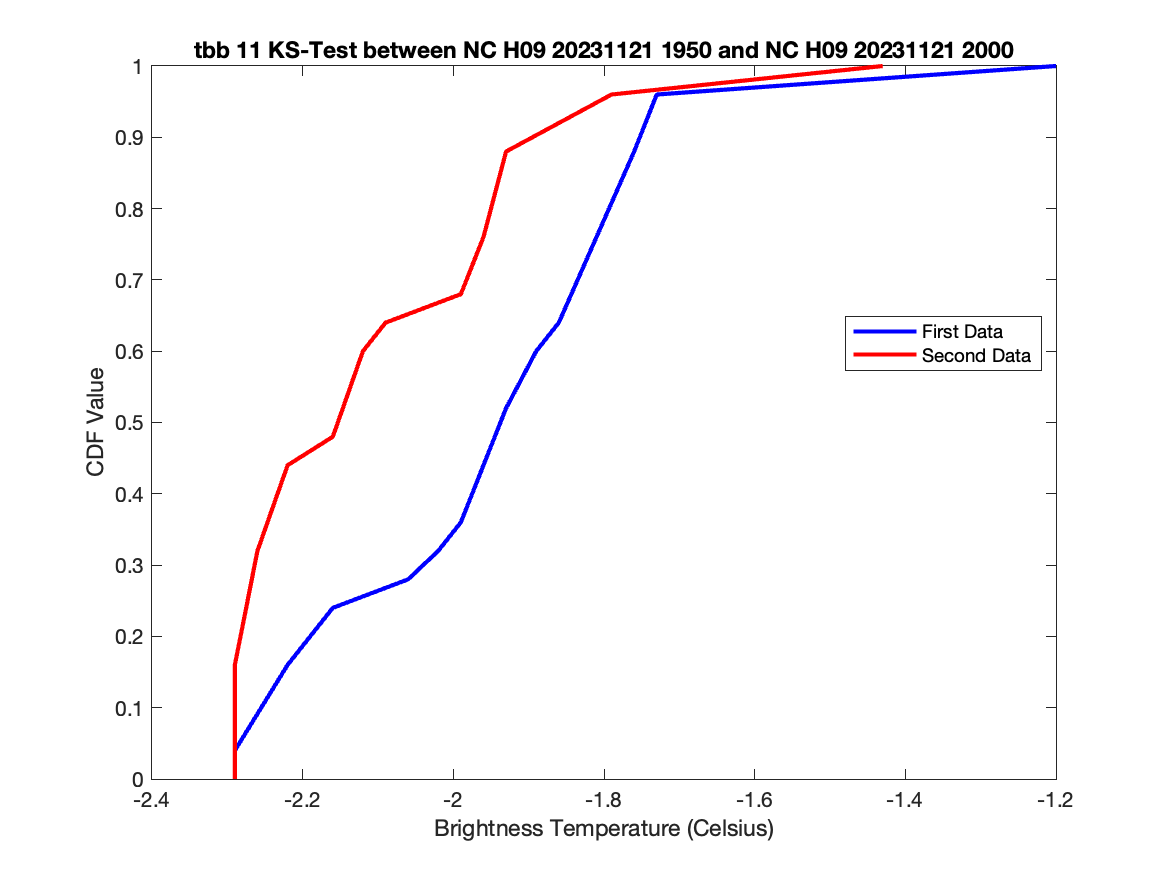 tbb 11 KS-Test between NC H09 20231121 1950 and NC H09 20231121 2000
1
0.9
0.8
0.7
0.6
0.5
0.4
0.3
0.2
0.1
0
CDF Value
First Data
Second Data
-2.4 -2.2 -2 -1.8 -1.6 -1.4 -1.2
Brightness Temperature (Celsius)